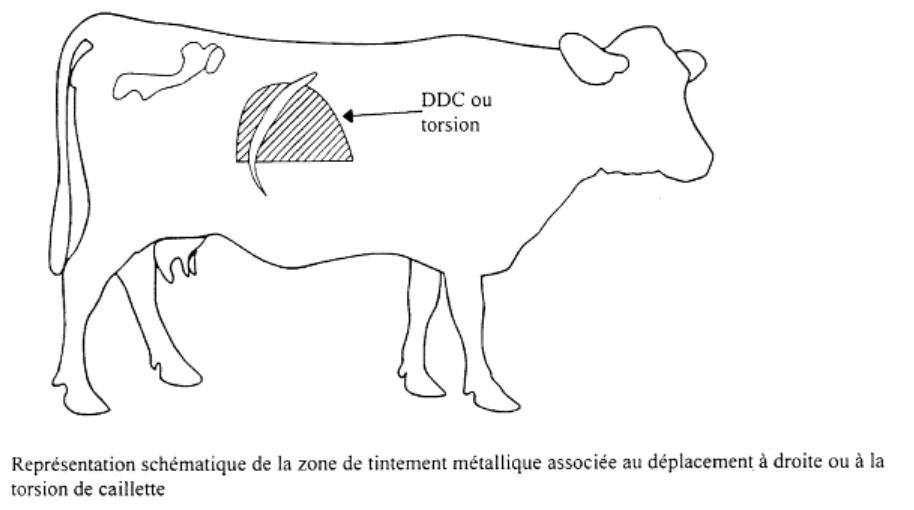 DDC ou
torsion
Représentation schématique de la zone de tintement métallique associée au déplacement à droite ou à la
torsion de caillette